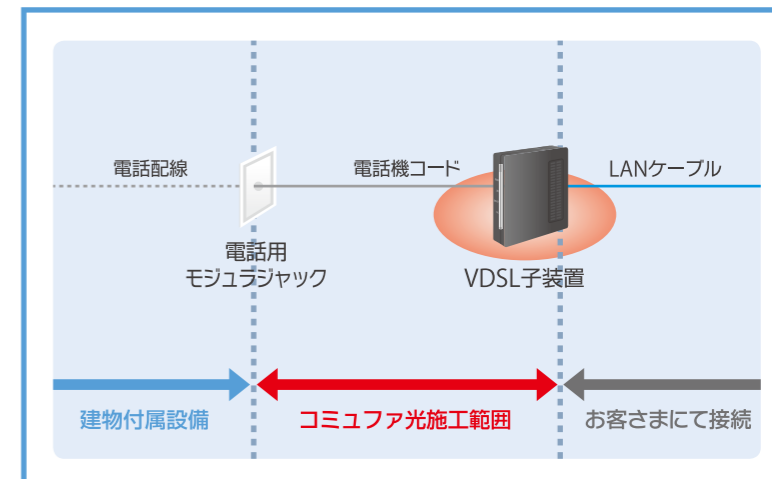 電話配線
電話機コード
LANケーブル
電話用
モジュラジャック
VDSL子装置
建物付属設備
コミュファ光施工範囲
お客さまにて接続